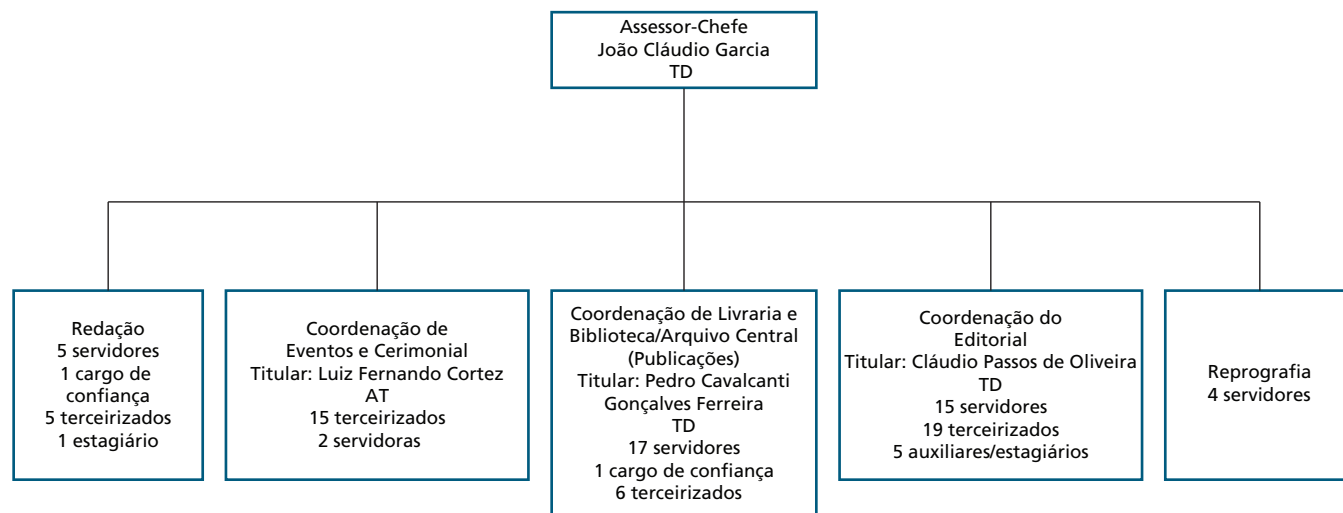 Assessor-Chefe
João Cláudio Garcia
TD
Redação
5 servidores
1 cargo de
confiança
5 terceirizados
1 estagiário
Coordenação de
Eventos e Cerimonial
Titular: Luiz Fernando Cortez
AT
15 terceirizados
2 servidoras
Coordenação de Livraria e
Biblioteca/Arquivo Central
(Publicações)
Titular: Pedro Cavalcanti
Gonçalves Ferreira
TD
17 servidores
1 cargo de confiança
6 terceirizados
Coordenação do
Editorial
Titular: Cláudio Passos de Oliveira
TD
15 servidores
19 terceirizados
5 auxiliares/estagiários
Reprografia
4 servidores